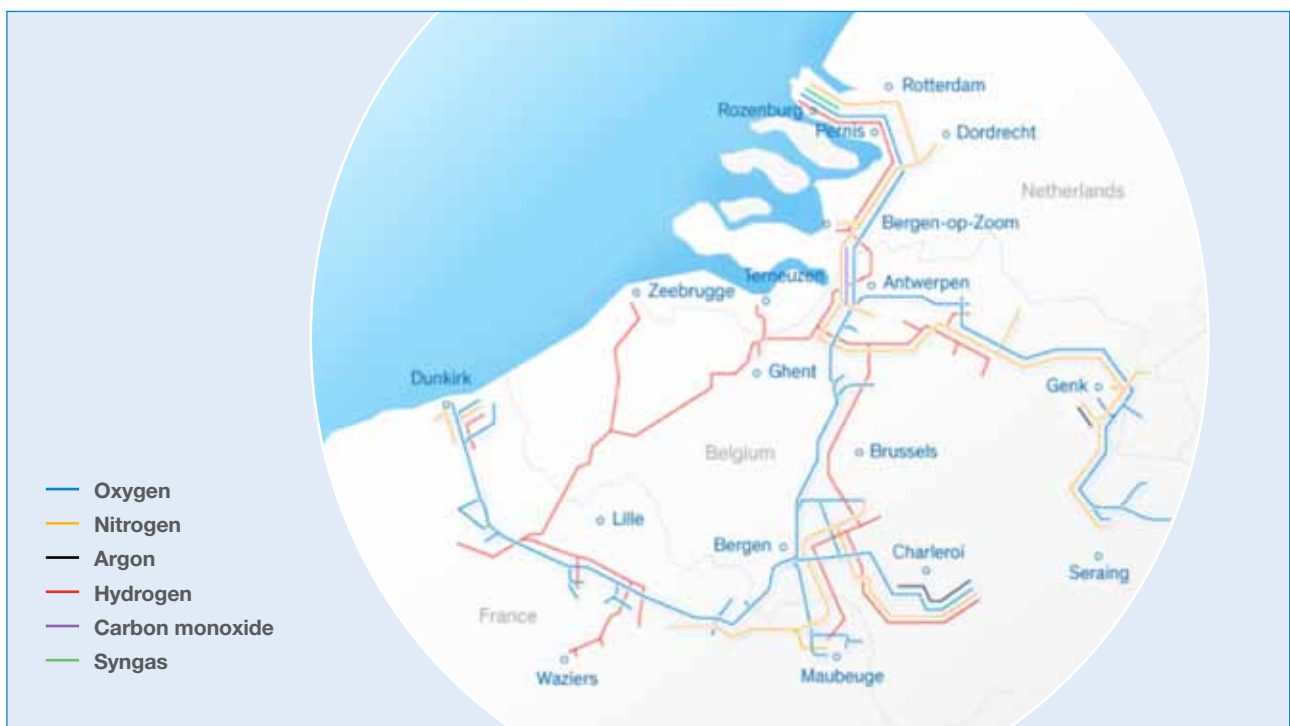 Rotterdam
Rozenburg
Pernis
Dordrecht
Netherlands
Bergen-op-Zoom
Terneuzen
Antwerpen
Zeebrugge
Dunkirk
Ghent
Genk
Belgium
Brussels
Lille
Bergen
Charleroi
Seraing
France
Waziers
Maubeuge
Oxygen
Nitrogen
Argon
Hydrogen
Carbon monoxide
Syngas